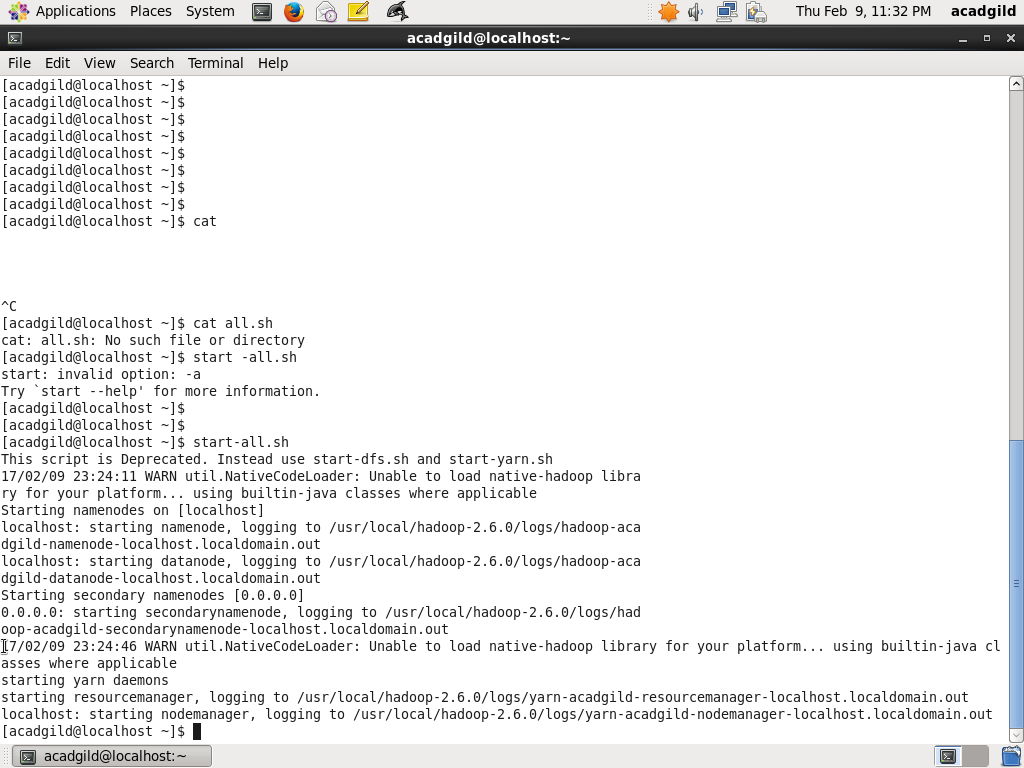 Applications Places System Thu Feb 9, 11:32 PM acadgild
acadgild@localhost:~
File Edit View Search Terminal Help
[acadgild@localhost ~]$
[acadgild@localhost ~]$
[acadgild@localhost ~]$
[acadgild@localhost ~]$
[acadgild@localhost ~]$
[acadgild@localhost ~]$
[acadgild@localhost ~]$
[acadgild@localhost ~]$
[acadgild@localhost ~]$ cat
^C
[acadgild@localhost ~]$ cat all.sh
cat: all.sh: No such file or directory
[acadgild@localhost ~]$ start -all.sh
start: invalid option: -a
Try `start --help' for more information.
[acadgild@localhost ~]$
[acadgild@localhost ~]$
[acadgild@localhost ~]$ start-all.sh
This script is Deprecated. Instead use start-dfs.sh and start-yarn.sh
17/02/09 23:24:11 WARN util.NativeCodeLoader: Unable to load native-hadoop libra
ry for your platform... using builtin-java classes where applicable
Starting namenodes on [localhost]
localhost: starting namenode, logging to /usr/local/hadoop-2.6.0/logs/hadoop-aca
dgild-namenode-localhost.localdomain.out
localhost: starting datanode, logging to /usr/local/hadoop-2.6.0/logs/hadoop-aca
dgild-datanode-localhost.localdomain.out
Starting secondary namenodes [0.0.0.0]
0.0.0.0: starting secondarynamenode, logging to /usr/local/hadoop-2.6.0/logs/had
oop-acadgild-secondarynamenode-localhost.localdomain.out
17/02/09 23:24:46 WARN util.NativeCodeLoader: Unable to load native-hadoop library for your platform... using builtin-java cl
asses where applicable
starting yarn daemons
starting resourcemanager, logging to /usr/local/hadoop-2.6.0/logs/yarn-acadgild-resourcemanager-localhost.localdomain.out
localhost: starting nodemanager, logging to /usr/local/hadoop-2.6.0/logs/yarn-acadgild-nodemanager-localhost.localdomain.out
[acadgild@localhost ~]$
acadgild@localhost:~